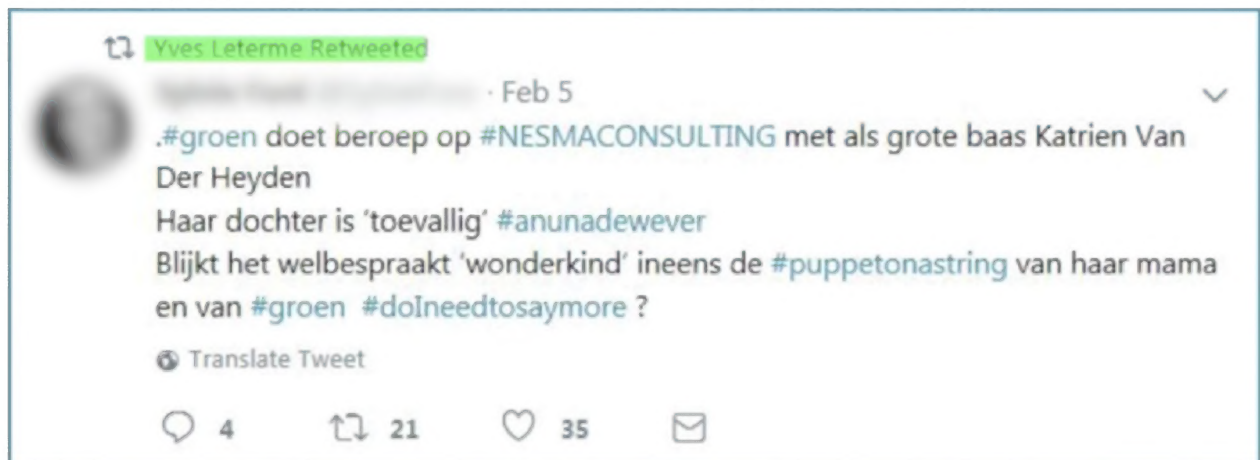 Yves Leterme Retweeted
· Feb 5
.#groen doet beroep op #NESMACONSULTING met als grote baas Katrien Van
Der Heyden
Haar dochter is ‘toevallig’ #anunadewever
Blijkt het welbespraakt ‘wonderkind’ ineens de #puppetonastring van haar mama
en van #groen #doIneedtosaymore ?
Translate Tweet
4 21 35